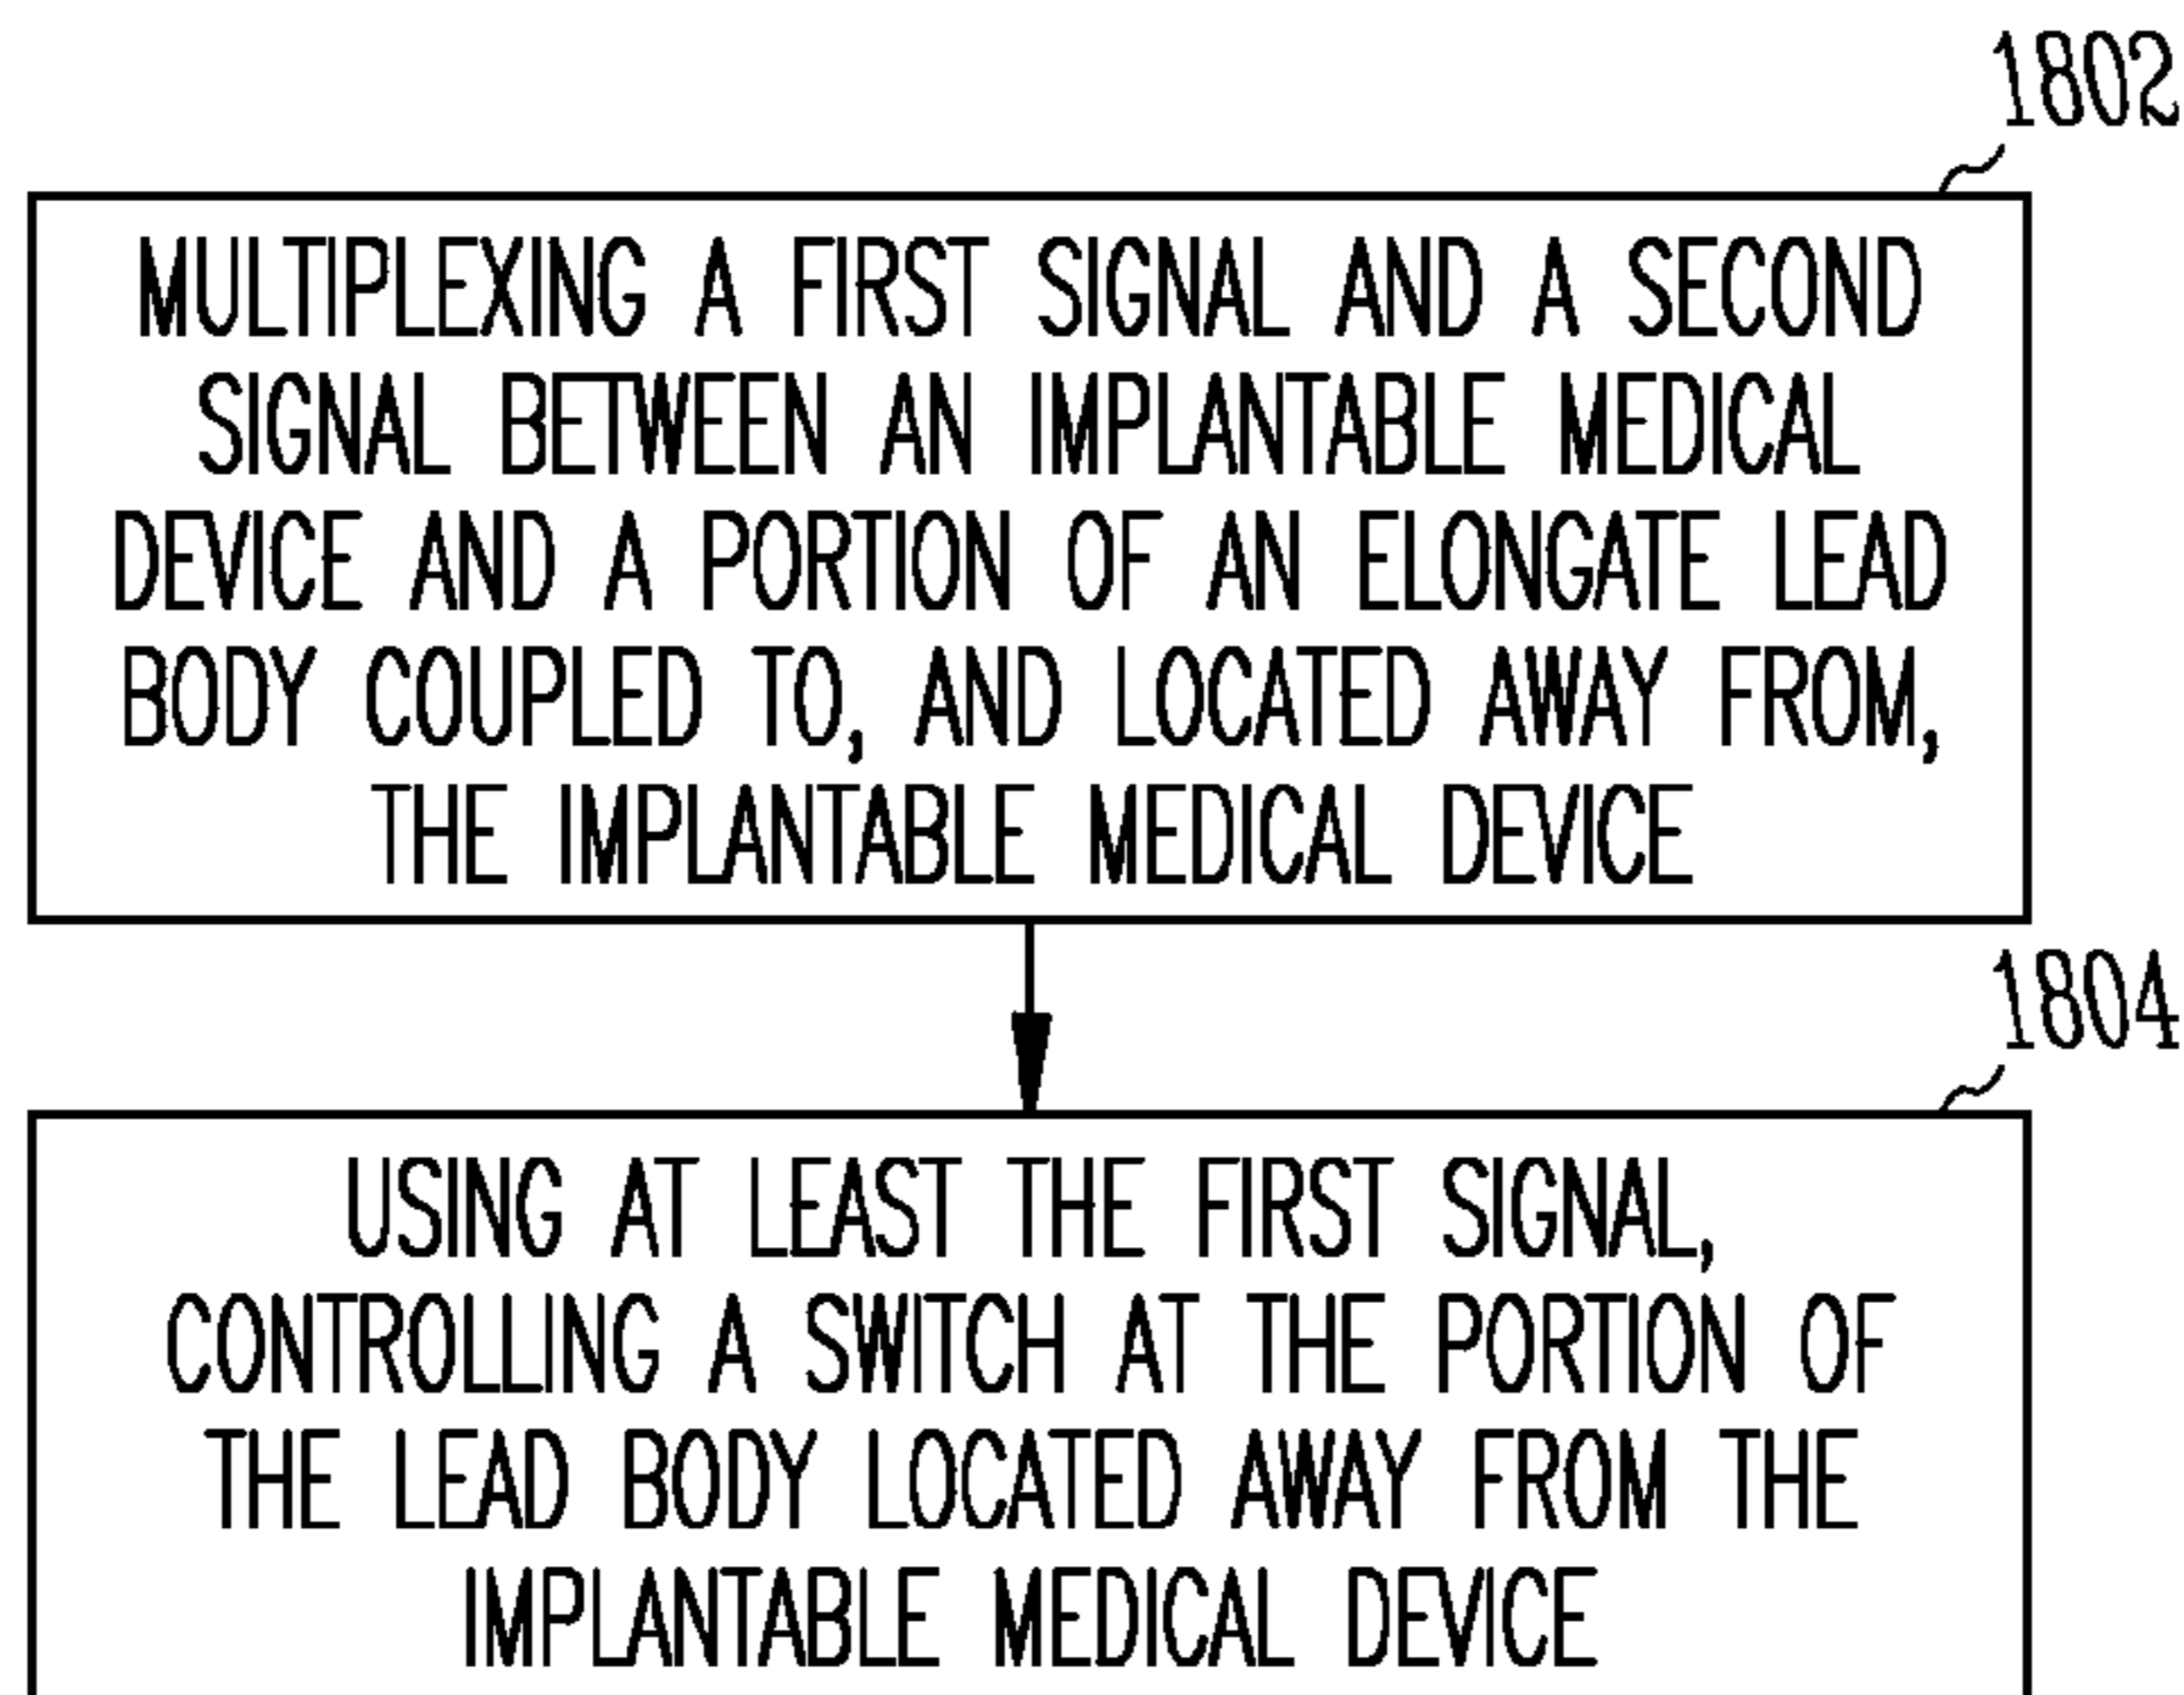 1802
MULTIPLEXING A FIRST SIGNAL AND A SECOND
SIGNAL BETWEEN AN IMPLANTABLE MEDICAL
DEVICE AND A PORTION OF AN ELONGATE LEAD
BODY COUPLED TO, AND LOCATED AWAY FROM,
THE IMPLANTABLE MEDICAL DEVICE
1804
USING AT LEAST THE FIRST SIGNAL,
CONTROLLING A SWITCH AT THE PORTION OF
THE LEAD BODY LOCATED AWAY FROM THE
IMPLANTABLE MEDICAL DEVICE